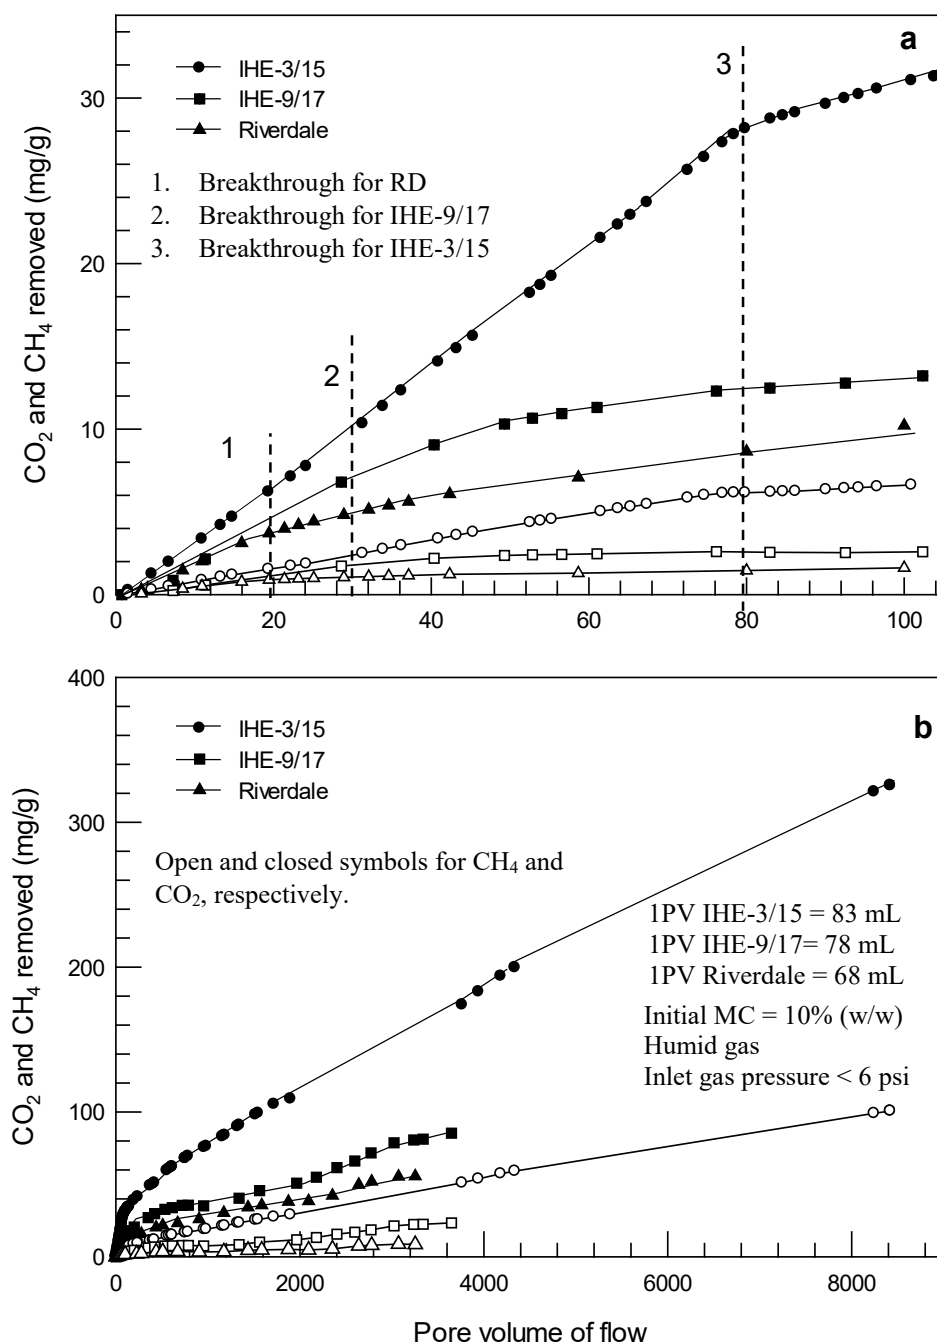 a
IHE-3/15
IHE-9/17
Riverdale
1. Breakthrough for RD
2. Breakthrough for IHE-9/17
3. Breakthrough for IHE-3/15
1
2
3
CO₂ and CH₄ removed (mg/g)
30
20
10
0
0 20 40 60 80 100
b
400
300
200
100
0
CO₂ and CH₄ removed (mg/g)
IHE-3/15
IHE-9/17
Riverdale
Open and closed symbols for CH₄ and
CO₂, respectively.
1PV IHE-3/15 = 83 mL
1PV IHE-9/17= 78 mL
1PV Riverdale = 68 mL
Initial MC = 10% (w/w)
Humid gas
Inlet gas pressure < 6 psi
0 2000 4000 6000 8000
Pore volume of flow